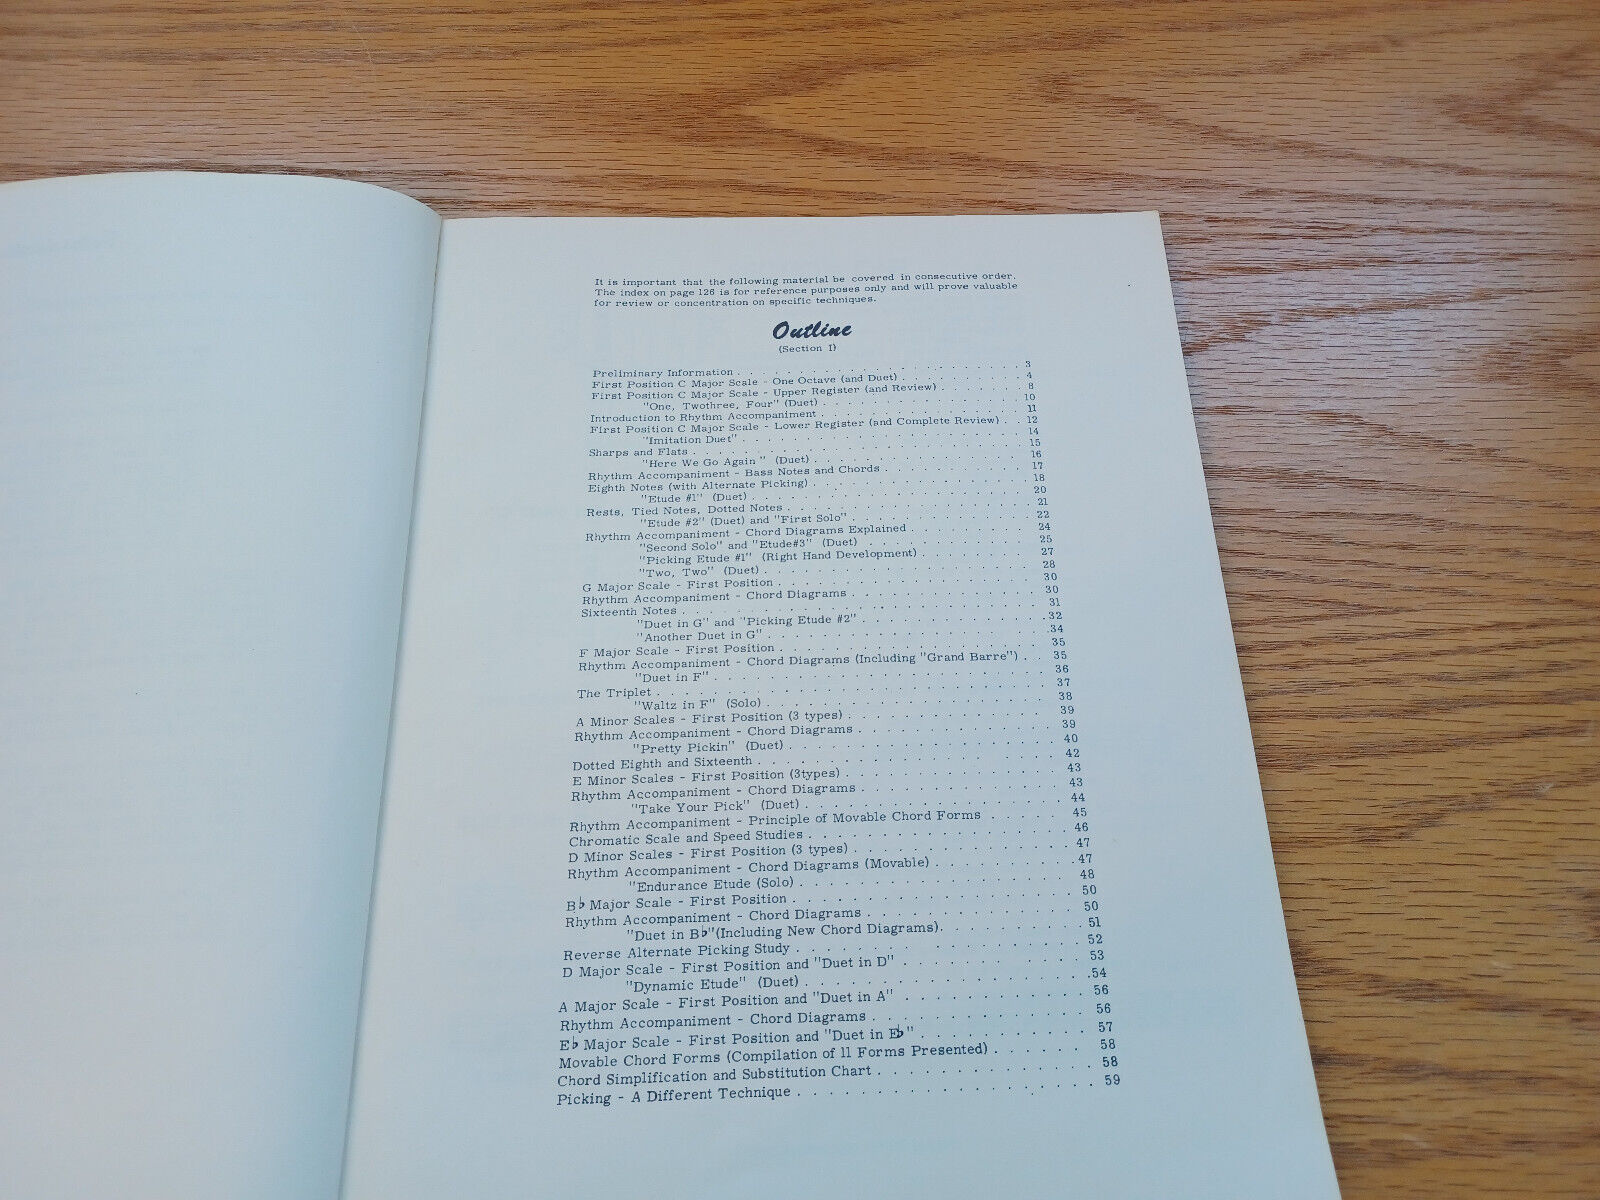 It is important that the following material be covered in consecutive order.
The index on page 126 is for reference purposes only and will prove valuable
for review or concentration on specific techniques.
Outline
(Section I)
Preliminary Information . . . . . . . . . . . . . . . . . . . . . . 3
First Position C Major Scale - One Octave (and Duet) . . . . . . . . . . 4
First Position C Major Scale - Upper Register (and Review) . . . . . . . 8
"One, Twothree, Four" (Duet) . . . . . . . . . . . . . . . 10
Introduction to Rhythm Accompaniment . . . . . . . . . . . . . . . 11
First Position C Major Scale - Lower Register (and Complete Review) . . 12
"Imitation Duet" . . . . . . . . . . . . . . . . . . . . . 14
Sharps and Flats . . . . . . . . . . . . . . . . . . . . . . . . . 15
"Here We Go Again " (Duet) . . . . . . . . . . . . . . . . 16
Rhythm Accompaniment - Bass Notes and Chords . . . . . . . . . . . 17
Eighth Notes (with Alternate Picking) . . . . . . . . . . . . . . . . 18
"Etude #1" (Duet) . . . . . . . . . . . . . . . . . . . . . 20
Rests, Tied Notes, Dotted Notes . . . . . . . . . . . . . . . . . . 21
"Etude #2" (Duet) and "First Solo" . . . . . . . . . . . . . 22
Rhythm Accompaniment - Chord Diagrams Explained . . . . . . . . . 24
"Second Solo" and "Etude#3" (Duet) . . . . . . . . . . . . 25
"Picking Etude #1" (Right Hand Development) . . . . . . . . 27
"Two, Two" (Duet) . . . . . . . . . . . . . . . . . . . . 28
G Major Scale - First Position . . . . . . . . . . . . . . . . . . . 30
Rhythm Accompaniment - Chord Diagrams . . . . . . . . . . . . . . 30
Sixteenth Notes . . . . . . . . . . . . . . . . . . . . . . . . . . 31
"Duet in G" and "Picking Etude #2" . . . . . . . . . . . . . 32
"Another Duet in G" . . . . . . . . . . . . . . . . . . . . 34
F Major Scale - First Position . . . . . . . . . . . . . . . . . . . 35
Rhythm Accompaniment - Chord Diagrams (Including "Grand Barre") . . 35
"Duet in F" . . . . . . . . . . . . . . . . . . . . . . . . 36
The Triplet . . . . . . . . . . . . . . . . . . . . . . . . . . . . 37
"Waltz in F" (Solo) . . . . . . . . . . . . . . . . . . . . 38
A Minor Scales - First Position (3 types) . . . . . . . . . . . . . . 39
Rhythm Accompaniment - Chord Diagrams . . . . . . . . . . . . . . 39
"Pretty Pickin" (Duet) . . . . . . . . . . . . . . . . . . . 40
Dotted Eighth and Sixteenth . . . . . . . . . . . . . . . . . . . . 42
E Minor Scales - First Position (3types) . . . . . . . . . . . . . . 43
Rhythm Accompaniment - Chord Diagrams . . . . . . . . . . . . . . 43
"Take Your Pick" (Duet) . . . . . . . . . . . . . . . . . . 44
Rhythm Accompaniment - Principle of Movable Chord Forms . . . . . 45
Chromatic Scale and Speed Studies . . . . . . . . . . . . . . . . . 46
D Minor Scales - First Position (3 types) . . . . . . . . . . . . . . 47
Rhythm Accompaniment - Chord Diagrams (Movable) . . . . . . . . . 47
"Endurance Etude (Solo) . . . . . . . . . . . . . . . . . . 48
B♭ Major Scale - First Position . . . . . . . . . . . . . . . . . . . 50
Rhythm Accompaniment - Chord Diagrams . . . . . . . . . . . . . . 50
"Duet in B♭"(Including New Chord Diagrams). . . . . . . . . 51
Reverse Alternate Picking Study . . . . . . . . . . . . . . . . . . 52
D Major Scale - First Position and "Duet in D" . . . . . . . . . . . 53
"Dynamic Etude" (Duet) . . . . . . . . . . . . . . . . . . 54
A Major Scale - First Position and "Duet in A" . . . . . . . . . . . 56
Rhythm Accompaniment - Chord Diagrams . . . . . . . . . . . . . . 56
E♭ Major Scale - First Position and "Duet in E♭" . . . . . . . . . . 57
Movable Chord Forms (Compilation of 11 Forms Presented) . . . . . . 58
Chord Simplification and Substitution Chart . . . . . . . . . . . . . 58
Picking - A Different Technique . . . . . . . . . . . . . . . . . . 59